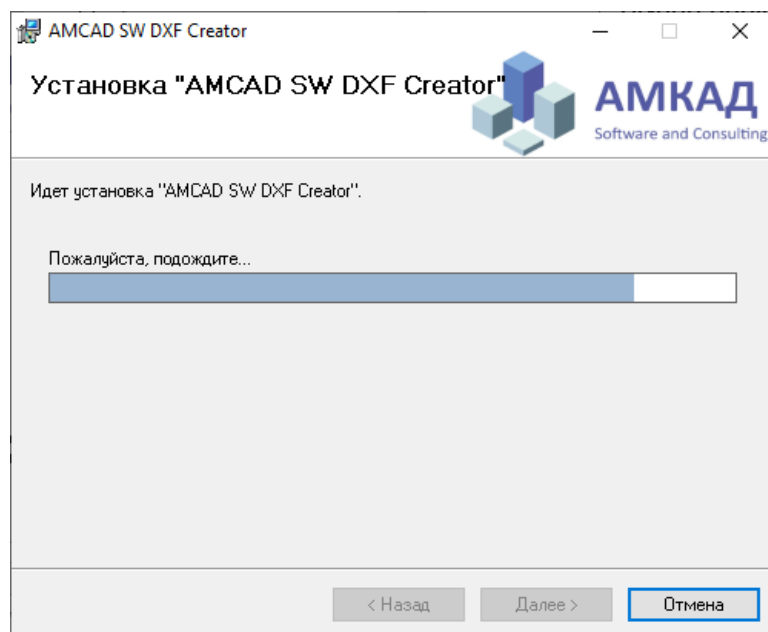 AMCAD SW DXF Creator
Установка "AMCAD SW DXF Creator"
АМКАД
Software and Consulting
Идет установка "AMCAD SW DXF Creator".
Пожалуйста, подождите...
< Назад
Далее >
Отмена